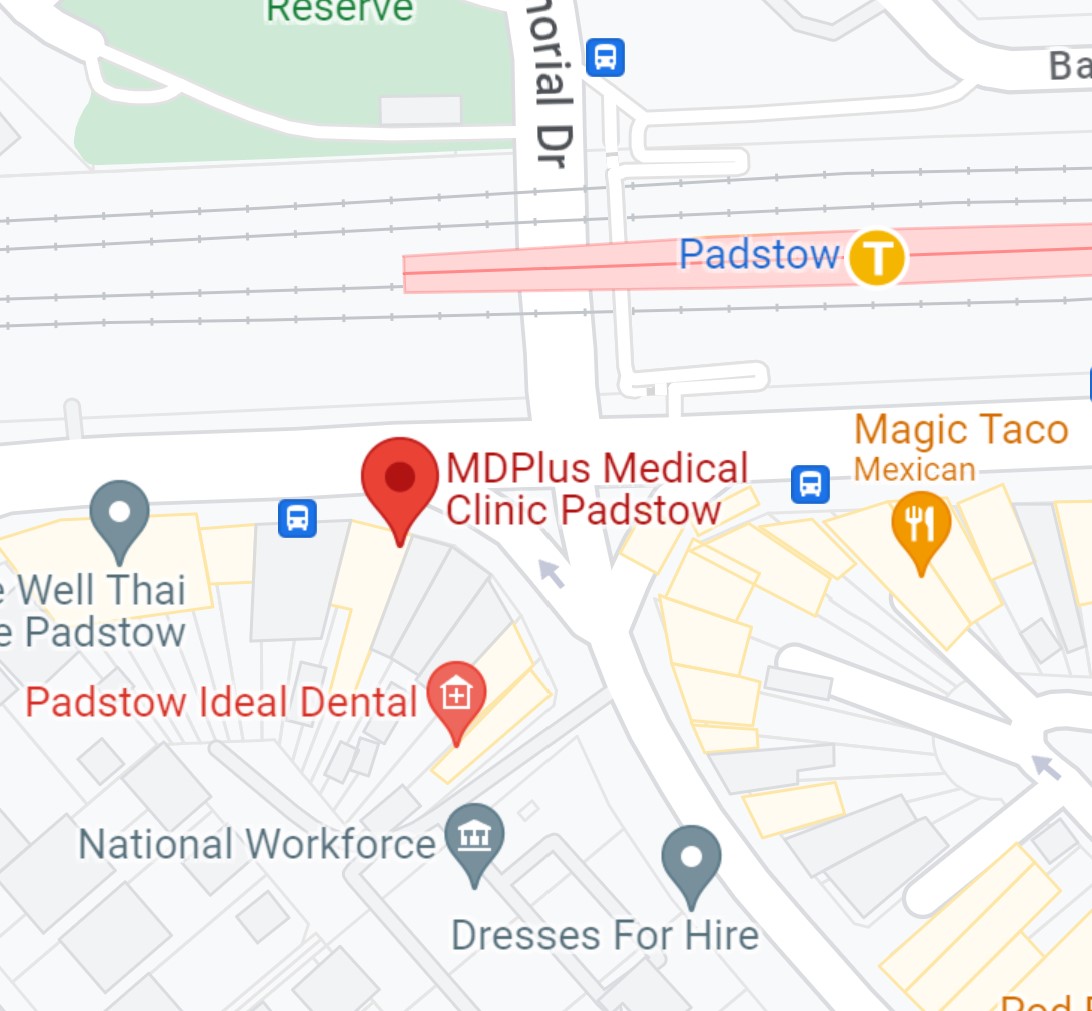 Reserve
morial Dr
Ba
Padstow T
Magic Taco
Mexican
MDPlus Medical
Clinic Padstow
e Well Thai
e Padstow
Padstow Ideal Dental
National Workforce
Dresses For Hire